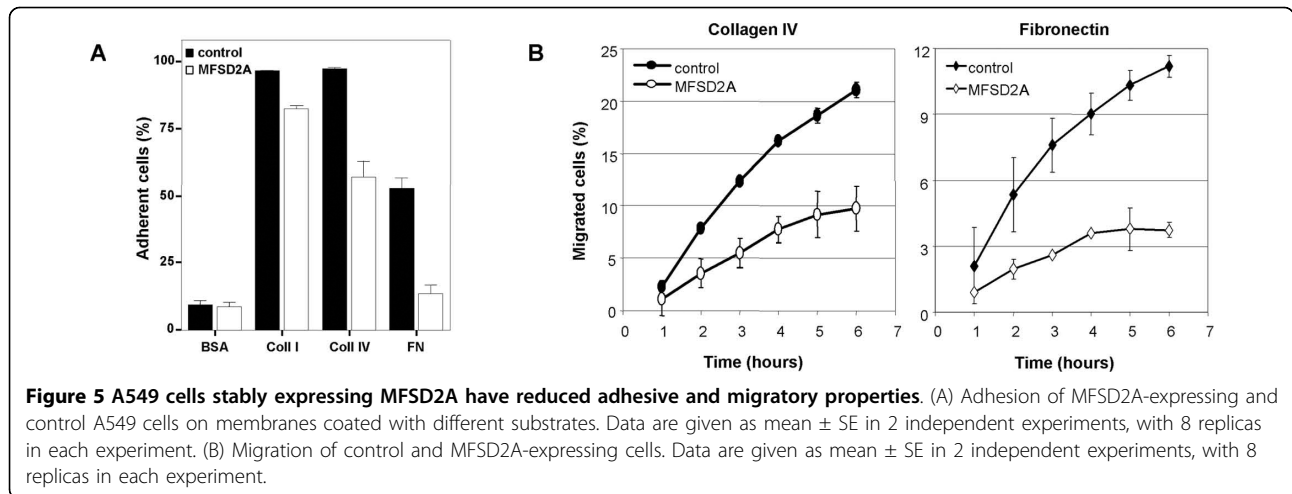 A
control
MFSD2A
Adherent cells (%)
100
75
50
25
0
BSA Coll I Coll IV FN
B
Collagen IV
control
MFSD2A
Migrated cells (%)
25
20
15
10
5
0
0 1 2 3 4 5 6 7
Time (hours)
Fibronectin
control
MFSD2A
12
9
6
3
0
0 1 2 3 4 5 6 7
Time (hours)
Figure 5 A549 cells stably expressing MFSD2A have reduced adhesive and migratory properties. (A) Adhesion of MFSD2A-expressing and
control A549 cells on membranes coated with different substrates. Data are given as mean ± SE in 2 independent experiments, with 8 replicas
in each experiment. (B) Migration of control and MFSD2A-expressing cells. Data are given as mean ± SE in 2 independent experiments, with 8
replicas in each experiment.